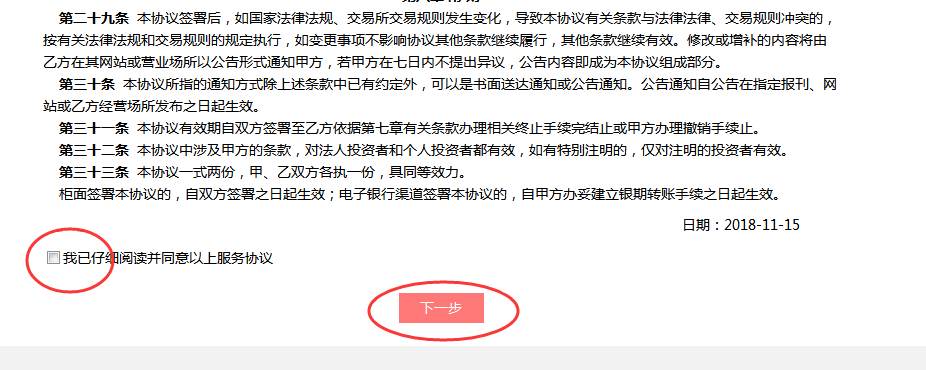 第二十九条 本协议签署后，如国家法律法规、交易所交易规则发生变化，导致本协议有关条款与法律法律、交易规则冲突的，
按有关法律法规和交易规则的规定执行，如变更事项不影响协议其他条款继续履行，其他条款继续有效。修改或增补的内容将由
乙方在其网站或营业场所以公告形式通知甲方，若甲方在七日内不提出异议，公告内容即成为本协议组成部分。
第三十条 本协议所指的通知方式除上述条款中已有约定外，可以是书面送达通知或公告通知。公告通知自公告在指定报刊、网
站或乙方经营场所发布之日起生效。
第三十一条 本协议有效期自双方签署至乙方依据第七章有关条款办理相关终止手续完结止或甲方办理撤销手续止。
第三十二条 本协议中涉及甲方的条款，对法人投资者和个人投资者都有效，如有特别注明的，仅对注明的投资者有效。
第三十三条 本协议一式两份，甲、乙双方各执一份，具同等效力。
柜面签署本协议的，自双方签署之日起生效；电子银行渠道签署本协议的，自甲方办妥建立银期转账手续之日起生效。
日期：2018-11-15
我已仔细阅读并同意以上服务协议
下一步